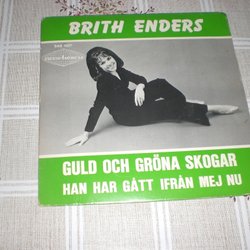 BRITH ENDERS
GULD OCH GRÖNA SKOGAR
HAN HAR GÅTT IFRÅN MEJ NU